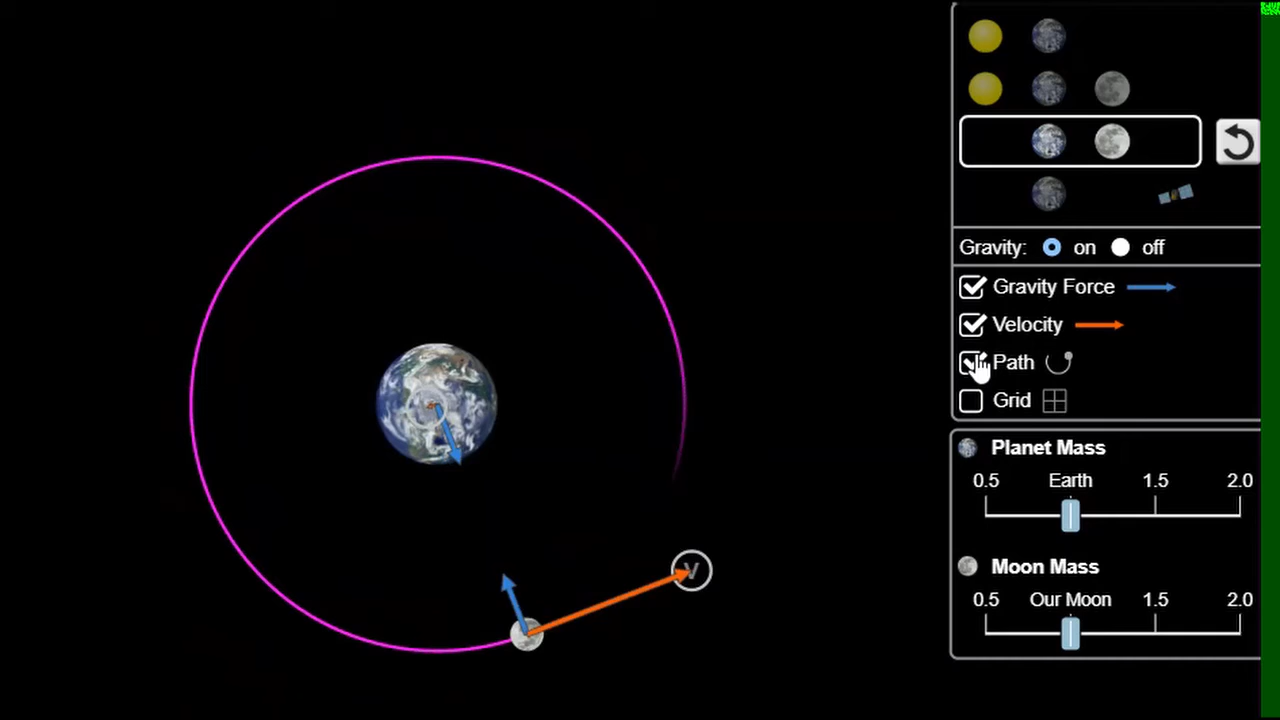 Gravity: on off
Gravity Force
Velocity
Path
Grid
V
Planet Mass
0.5 Earth 1.5 2.0
Moon Mass
0.5 Our Moon 1.5 2.0